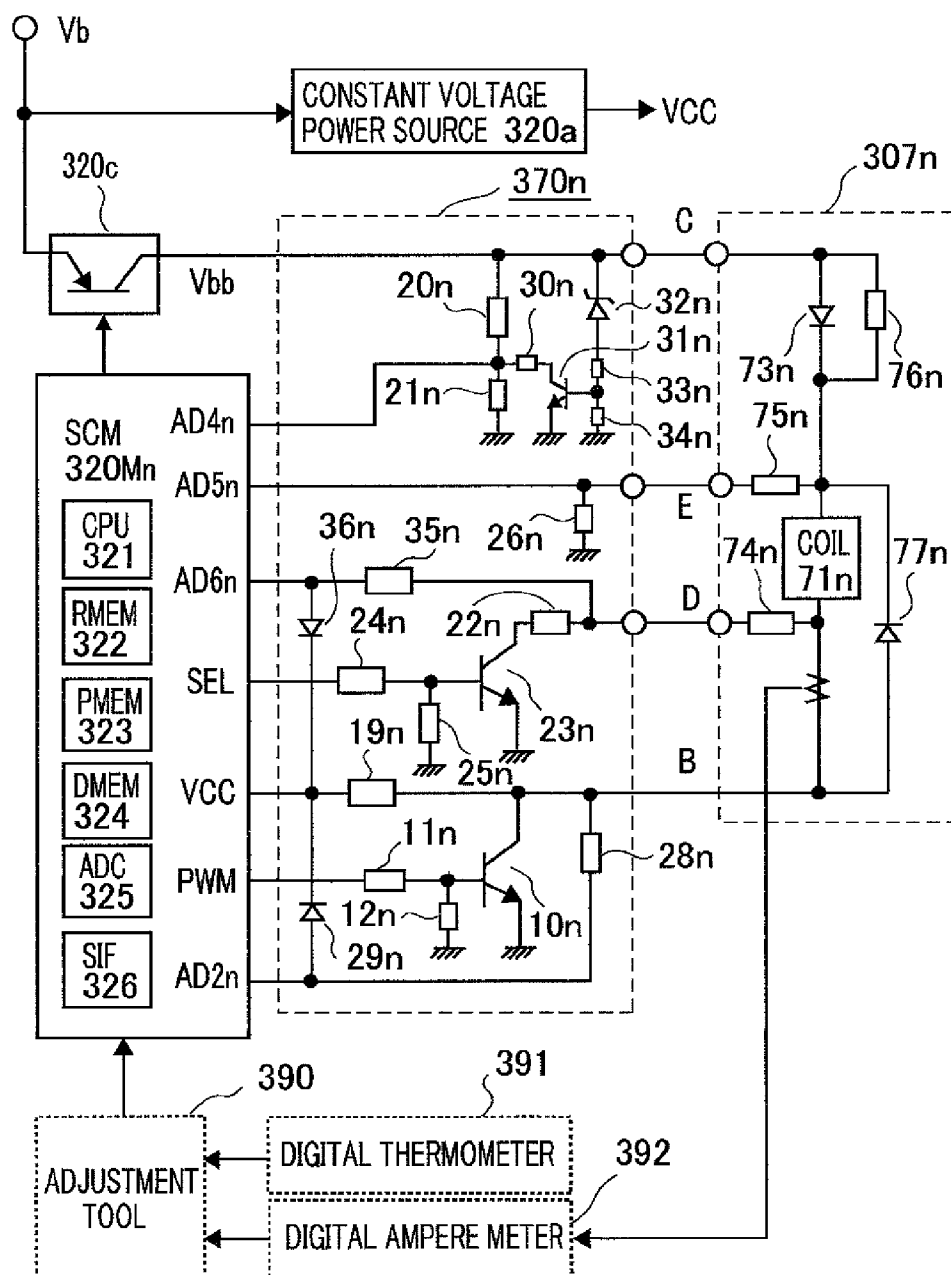 Vb
CONSTANT VOLTAGE
POWER SOURCE 320a
VCC
320c
370n
307n
C
Vbb
20n
30n
32n
31n
73n
76n
21n
33n
34n
75n
SCM
320Mn
AD4n
AD5n
E
CPU
321
36n
35n
26n
74n
COIL
71n
77n
AD6n
D
RMEM
322
24n
22n
SEL
PMEM
323
23n
19n
25n
B
DMEM
324
VCC
11n
28n
ADC
325
PWM
12n
10n
29n
SIF
326
AD2n
390
391
ADJUSTMENT
TOOL
DIGITAL THERMOMETER
392
DIGITAL AMPERE METER